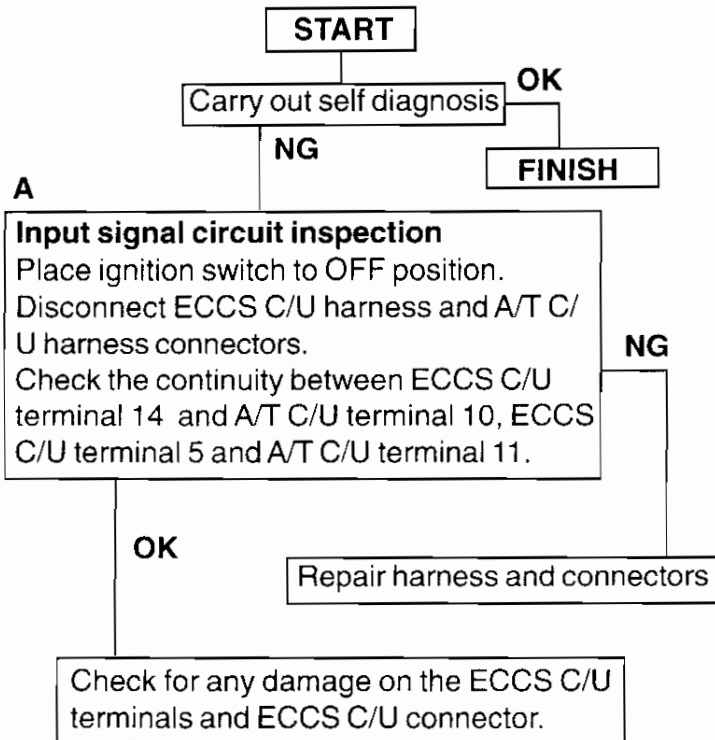 START
Carry out self diagnosis
OK
NG
FINISH
A
Input signal circuit inspection
Place ignition switch to OFF position.
Disconnect ECCS C/U harness and A/T C/
U harness connectors.
Check the continuity between ECCS C/U
terminal 14 and A/T C/U terminal 10, ECCS
C/U terminal 5 and A/T C/U terminal 11.
NG
OK
Repair harness and connectors
Check for any damage on the ECCS C/U
terminals and ECCS C/U connector.